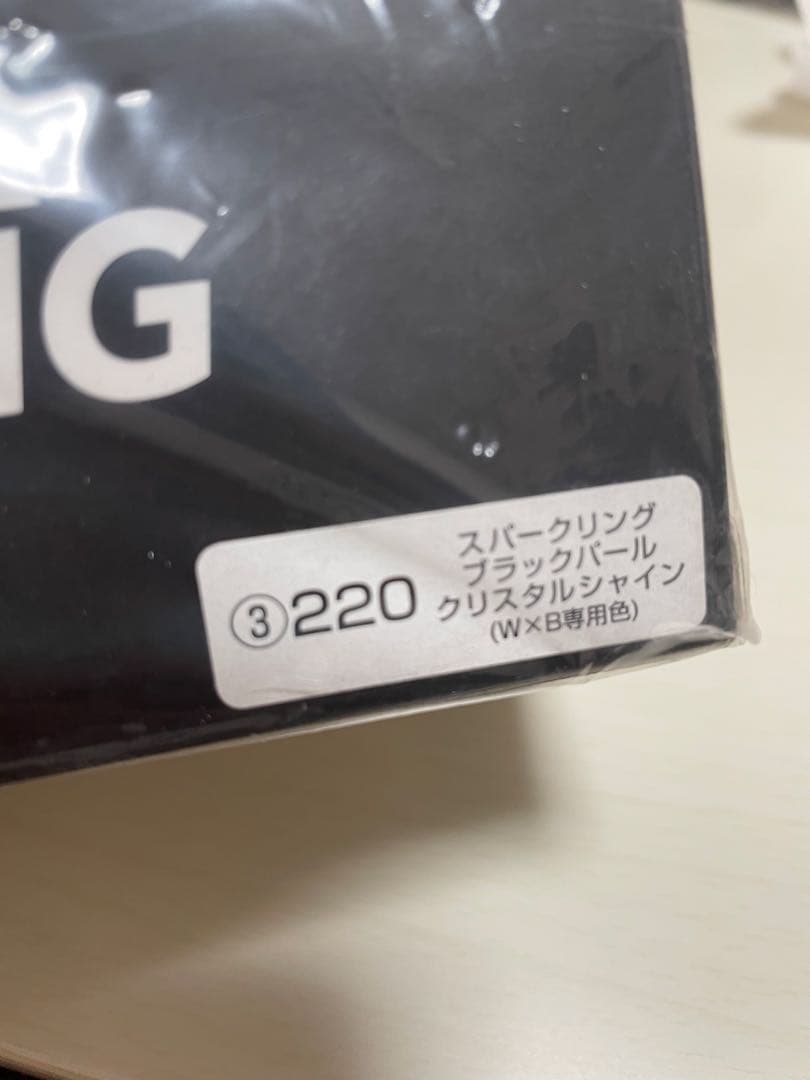 NG
③220
スパークリング
ブラックパール
クリスタルシャイン
(W×B専用色)